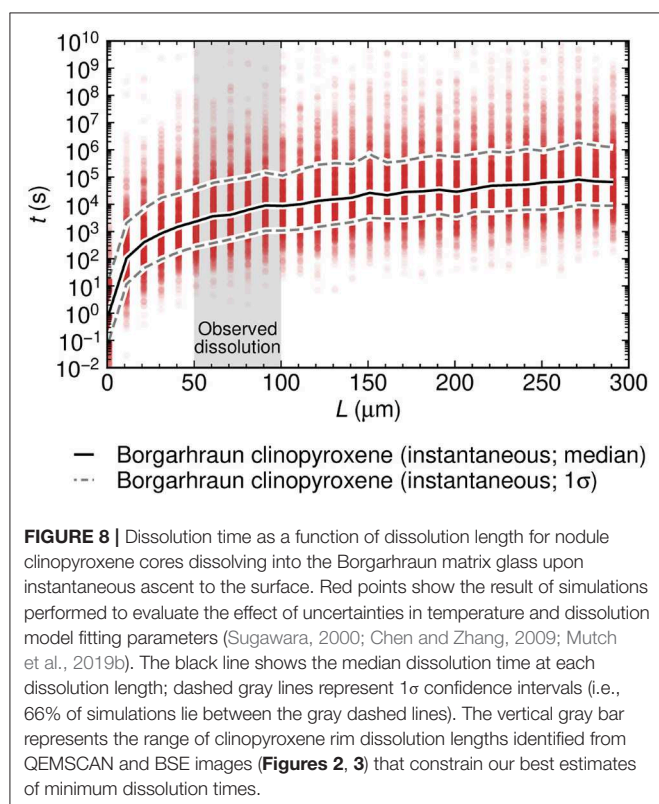 10¹⁰
10⁹
10⁸
10⁷
10⁶
10⁵
10⁴
10³
10²
10¹
10⁰
10⁻¹
10⁻²
t (s)
Observed
dissolution
0 50 100 150 200 250 300
L (μm)
Borgarhraun clinopyroxene (instantaneous; median)
Borgarhraun clinopyroxene (instantaneous; 1σ)
FIGURE 8 | Dissolution time as a function of dissolution length for nodule
clinopyroxene cores dissolving into the Borgarhraun matrix glass upon
instantaneous ascent to the surface. Red points show the result of simulations
performed to evaluate the effect of uncertainties in temperature and dissolution
model fitting parameters (Sugawara, 2000; Chen and Zhang, 2009; Mutch
et al., 2019b). The black line shows the median dissolution time at each
dissolution length; dashed gray lines represent 1σ confidence intervals (i.e.,
66% of simulations lie between the gray dashed lines). The vertical gray bar
represents the range of clinopyroxene rim dissolution lengths identified from
QEMSCAN and BSE images (Figures 2, 3) that constrain our best estimates
of minimum dissolution times.